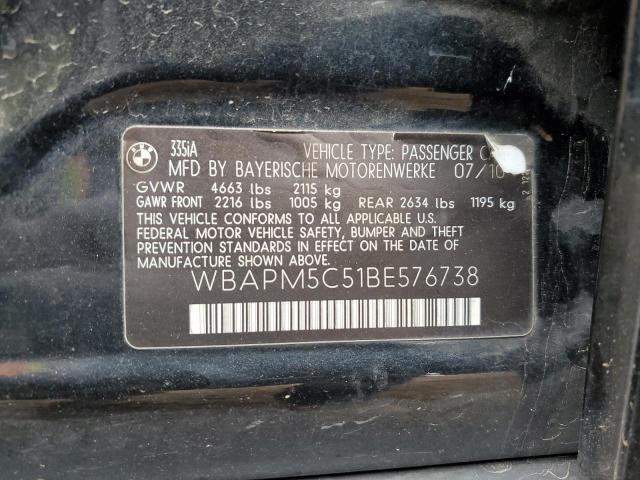 335iA VEHICLE TYPE: PASSENGER
MFD BY BAYERISCHE MOTORENWERKE 07/10
GVWR 4663 lbs 2115 kg
GAWR FRONT 2216 lbs 1005 kg REAR 2634 lbs 1195 kg
THIS VEHICLE CONFORMS TO ALL APPLICABLE U.S.
FEDERAL MOTOR VEHICLE SAFETY, BUMPER AND THEFT
PREVENTION STANDARDS IN EFFECT ON THE DATE OF
MANUFACTURE SHOWN ABOVE.
WBAPM5C51BE576738